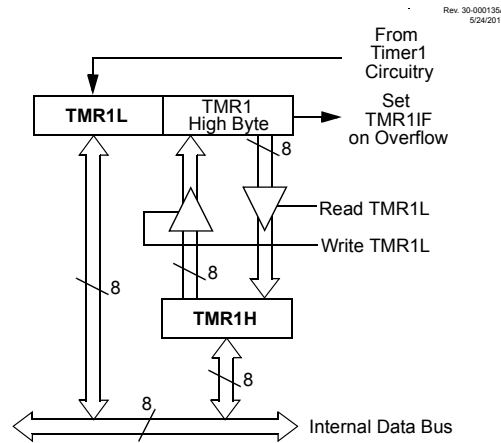 Rev. 30-000135
5/24/201
From
Timer1
Circuitry
TMR1L
TMR1
High Byte
Set
TMR1IF
on Overflow
8
Read TMR1L
Write TMR1L
8
8
TMR1H
8
8
Internal Data Bus